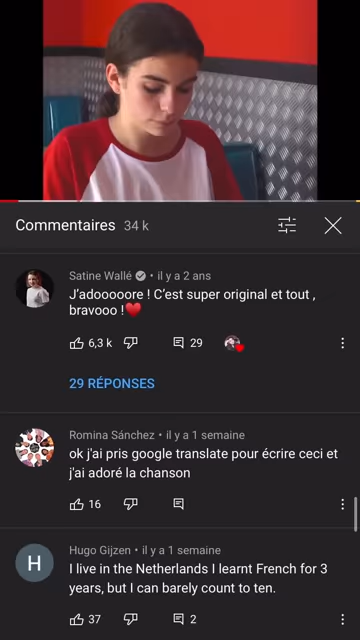 Commentaires 34 k
Satine Wallé • il y a 2 ans
J'adooooore ! C'est super original et tout ,
bravooo !❤️
6,3 k 29
29 RÉPONSES
Romina Sánchez • il y a 1 semaine
ok j'ai pris google translate pour écrire ceci et
j'ai adoré la chanson
16
H
Hugo Gijzen • il y a 1 semaine
I live in the Netherlands I learnt French for 3
years, but I can barely count to ten.
37 2